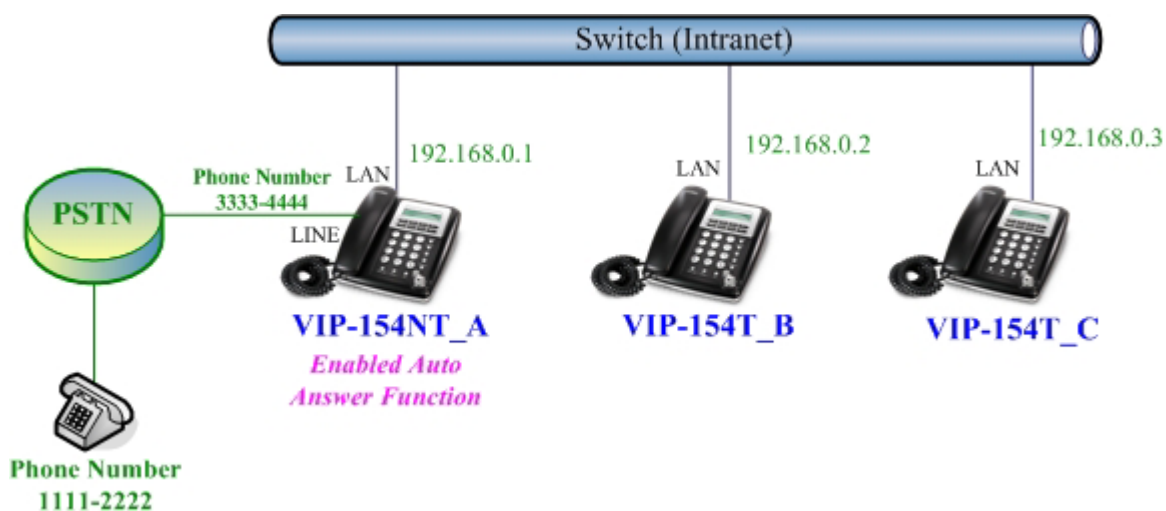 Switch (Intranet)
192.168.0.1
192.168.0.2
192.168.0.3
LAN
LAN
LAN
Phone Number
3333-4444
PSTN
LINE
VIP-154NT_A
VIP-154T_B
VIP-154T_C
Enabled Auto
Answer Function
Phone Number
1111-2222